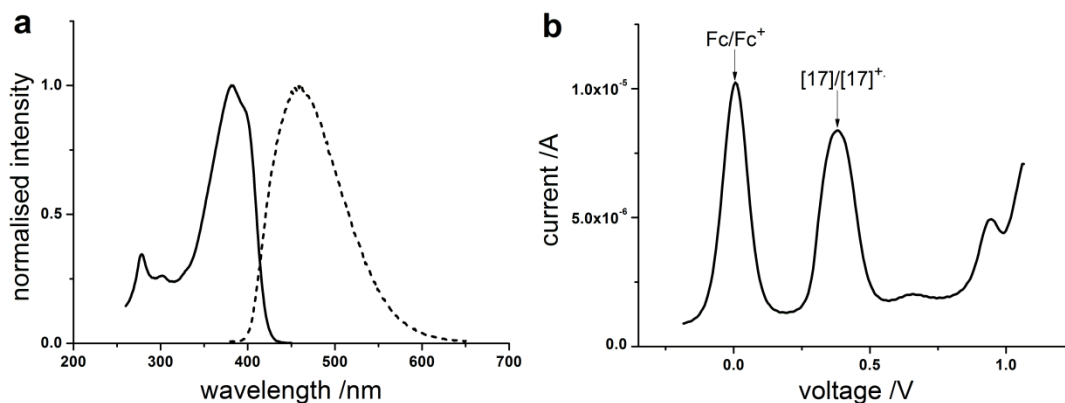 a
normalised intensity
1.0
0.5
0.0
200 300 400 500 600 700
wavelength /nm
b
Fc/Fc⁺
[17]/[17]⁺·
current /A
1.0x10⁻⁵
5.0x10⁻⁶
0.0
0.0 0.5 1.0
voltage /V